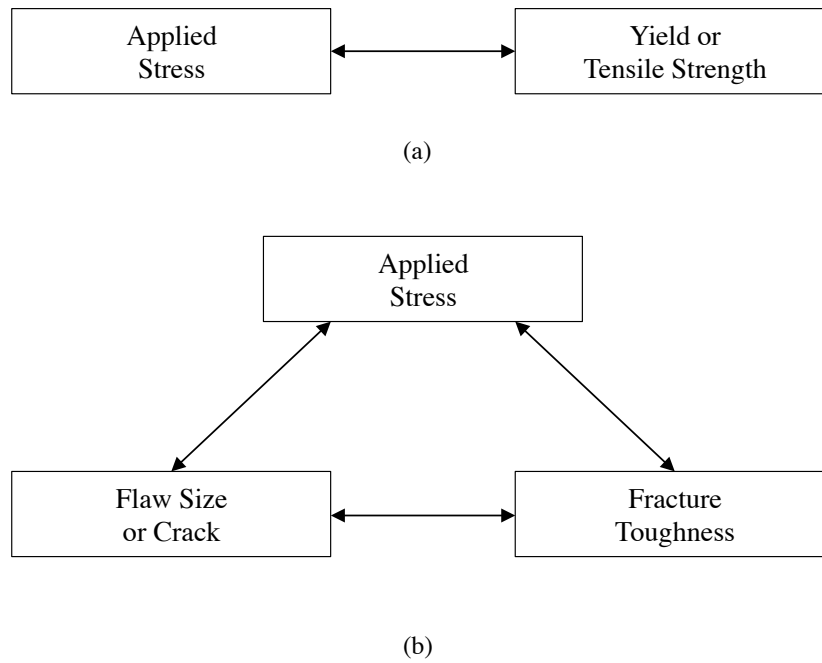 Applied
Stress
Yield or
Tensile Strength
(a)
Applied
Stress
Flaw Size
or Crack
Fracture
Toughness
(b)